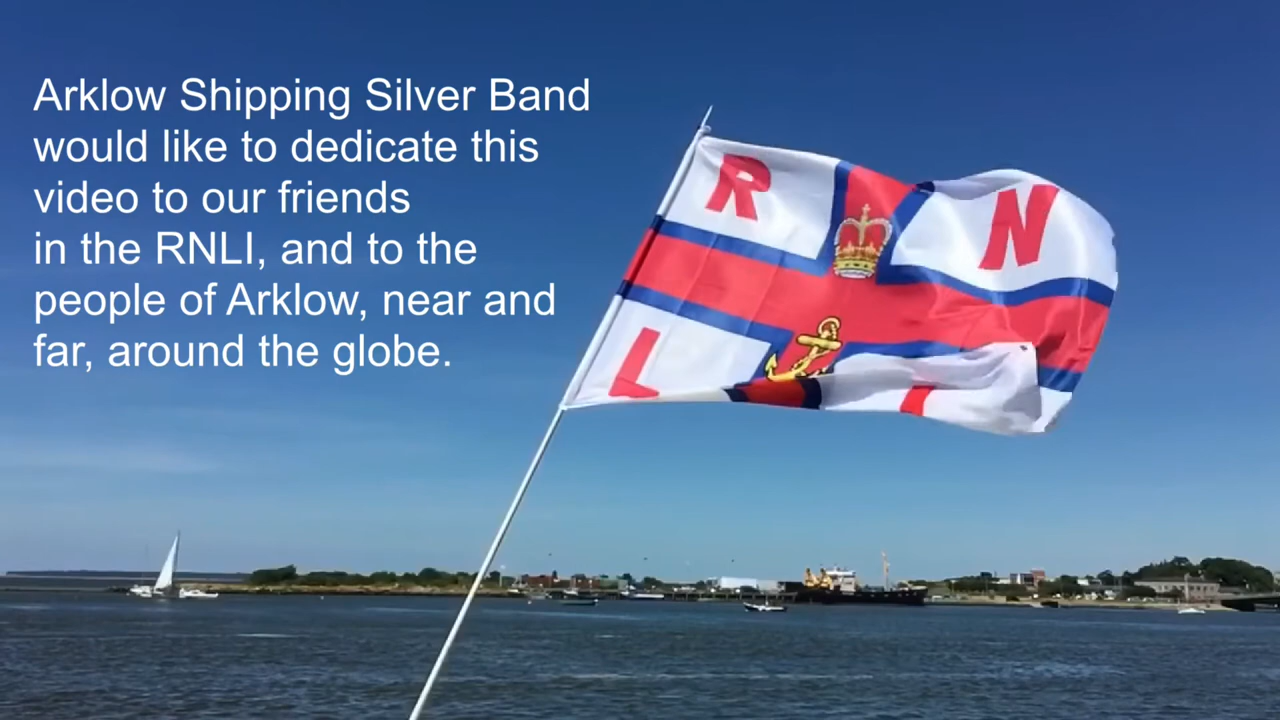 Arklow Shipping Silver Band
would like to dedicate this
video to our friends
in the RNLI, and to the
people of Arklow, near and
far, around the globe.
R N
L I